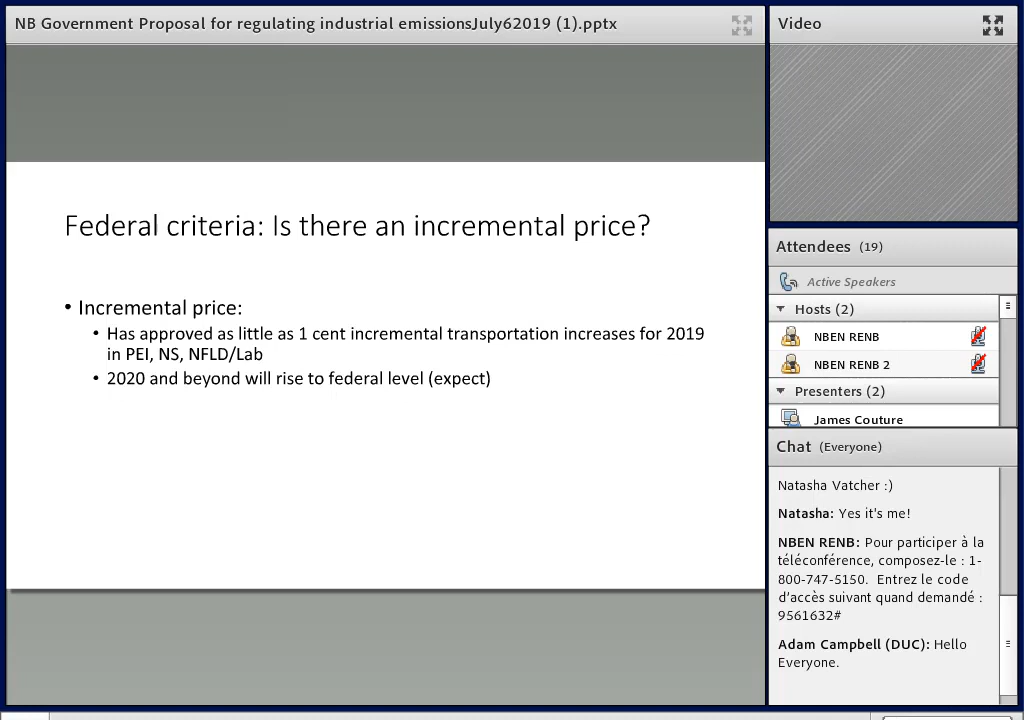 NB Government Proposal for regulating industrial emissionsJuly62019 (1).pptx
Federal criteria: Is there an incremental price?
• Incremental price:
• Has approved as little as 1 cent incremental transportation increases for 2019
in PEI, NS, NFLD/Lab
• 2020 and beyond will rise to federal level (expect)
Video
Attendees (19)
Active Speakers
Hosts (2)
NBEN RENB
NBEN RENB 2
Presenters (2)
James Couture
Chat (Everyone)
Natasha Vatcher :)
Natasha: Yes it's me!
NBEN RENB: Pour participer à la
téléconférence, composez-le : 1-
800-747-5150. Entrez le code
d'accès suivant quand demandé :
9561632#
Adam Campbell (DUC): Hello
Everyone.